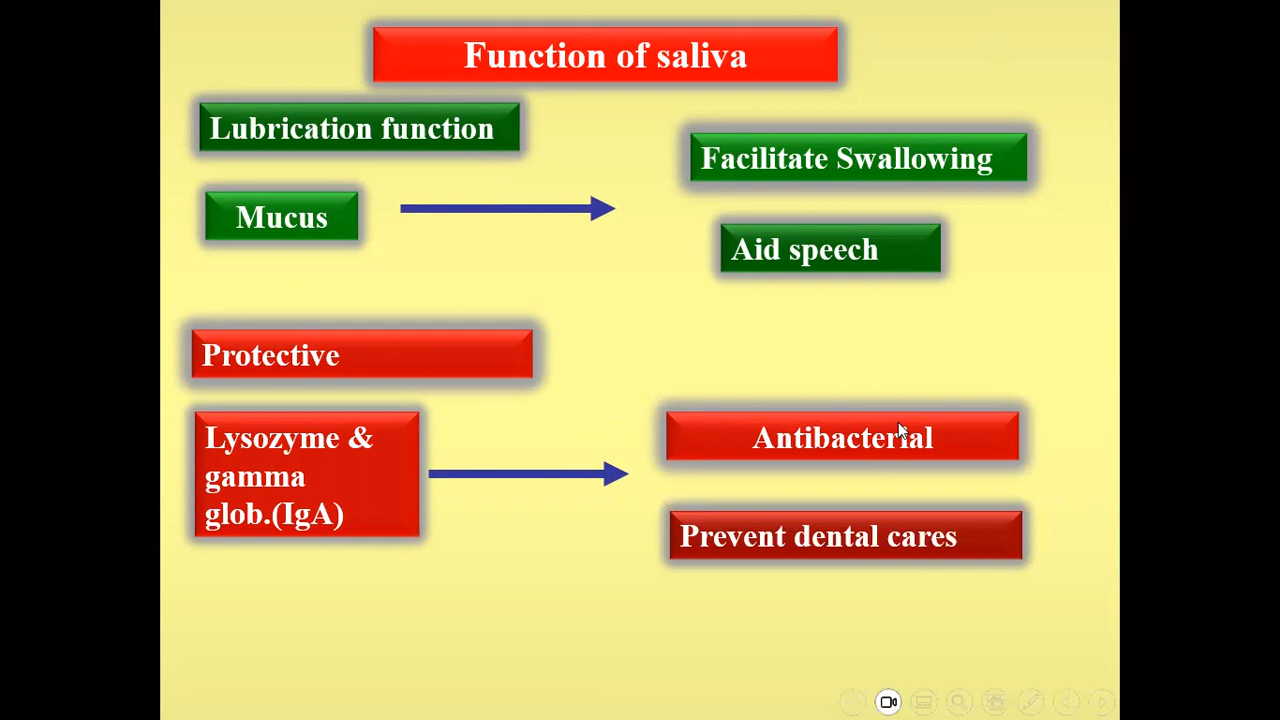 Function of saliva
Lubrication function
Facilitate Swallowing
Mucus
Aid speech
Protective
Lysozyme &
gamma
glob.(IgA)
Antibacterial
Prevent dental cares